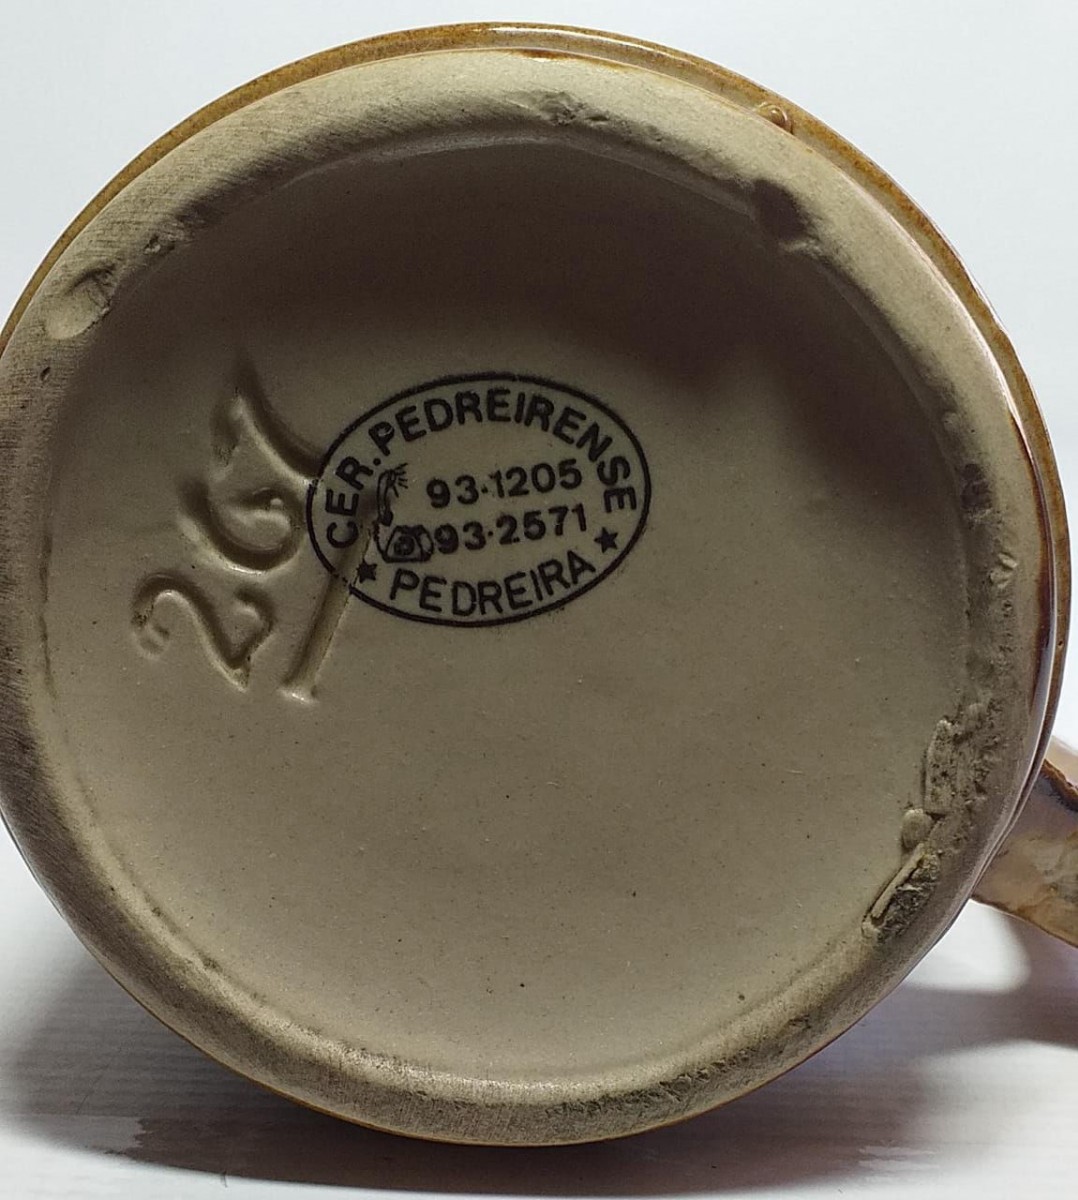 CER.PEDREIRENSE
93-1205
93-2571
★ PEDREIRA ★
267